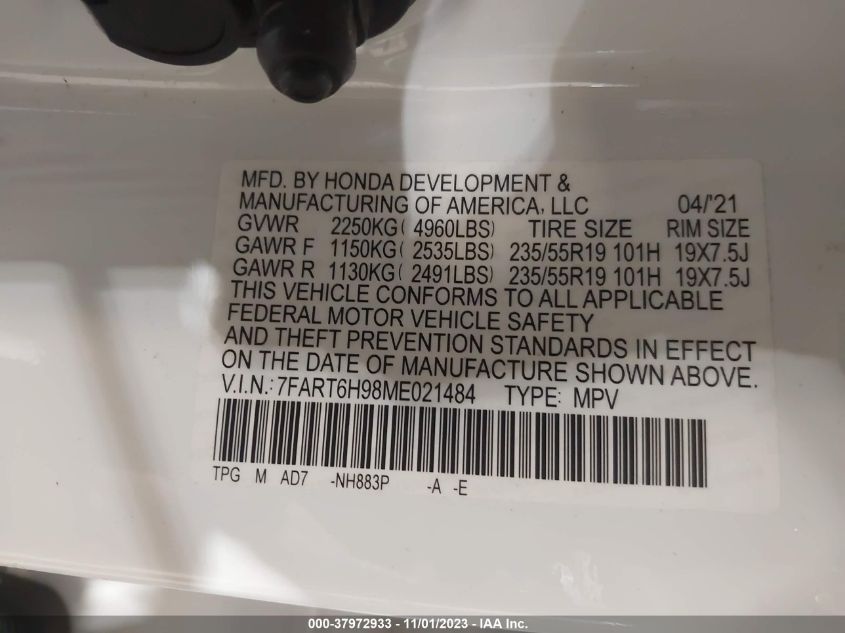 MFD. BY HONDA DEVELOPMENT &
MANUFACTURING OF AMERICA, LLC 04/'21
GVWR 2250KG( 4960LBS) TIRE SIZE RIM SIZE
GAWR F 1150KG( 2535LBS) 235/55R19 101H 19X7.5J
GAWR R 1130KG( 2491LBS) 235/55R19 101H 19X7.5J
THIS VEHICLE CONFORMS TO ALL APPLICABLE
FEDERAL MOTOR VEHICLE SAFETY
AND THEFT PREVENTION STANDARDS IN EFFECT
ON THE DATE OF MANUFACTURE SHOWN ABOVE.
V.I.N.: 7FART6H98ME021484 TYPE: MPV
TPG M AD7 -NH883P -A -E
000-37972933 - 11/01/2023 - IAA Inc.